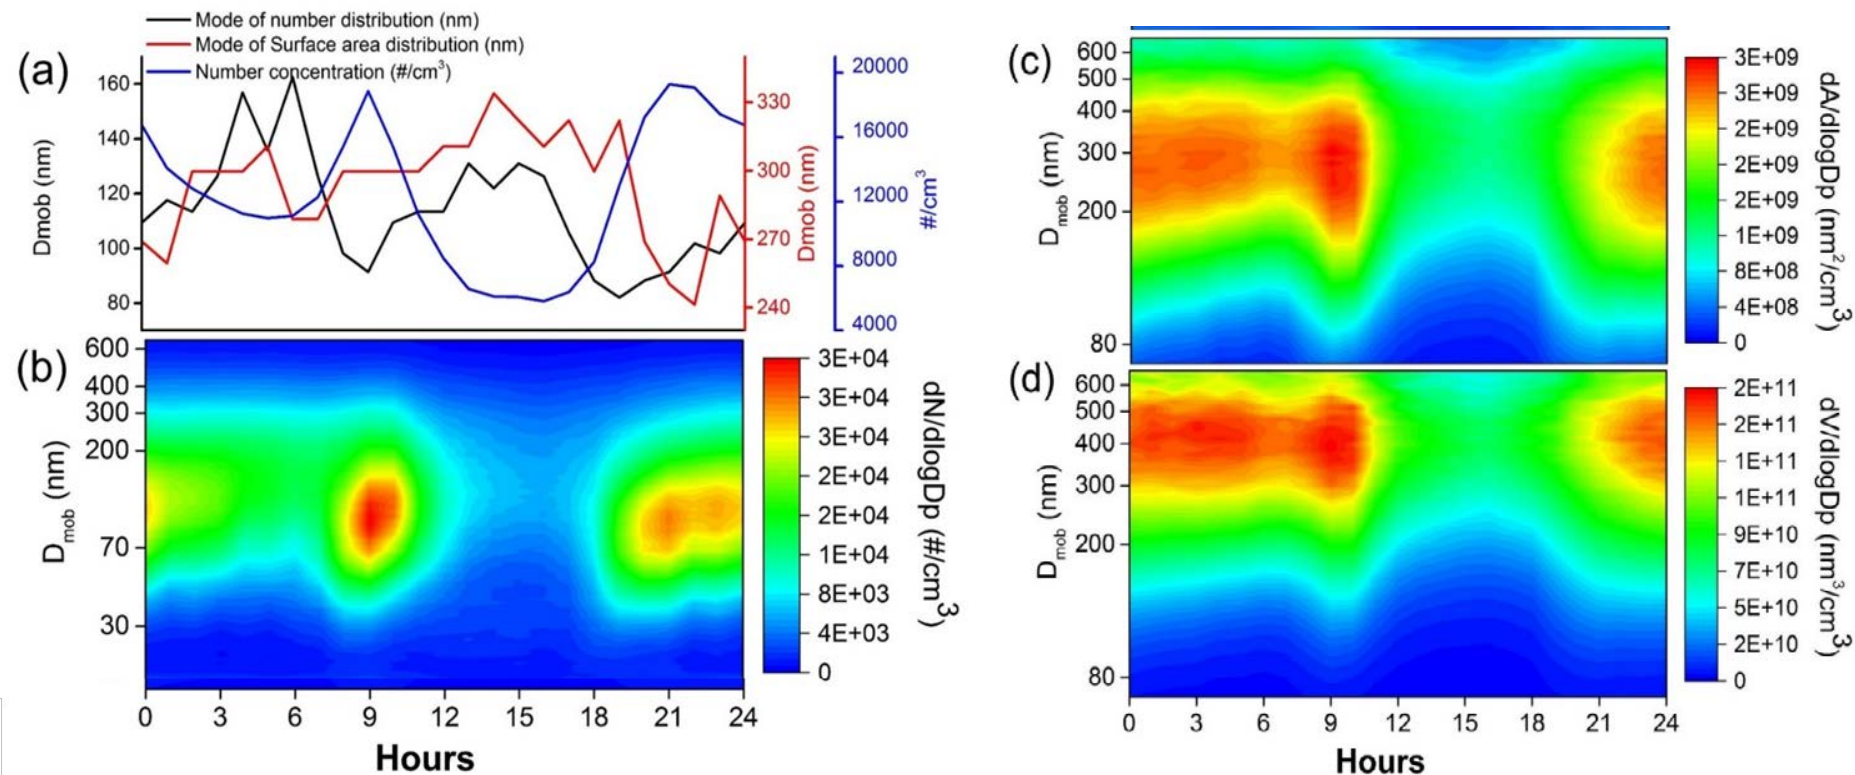 Mode of number distribution (nm)
Mode of Surface area distribution (nm)
Number concentration (#/cm3)
(a)
160
140
120
100
80
Dmob (nm)
330
300
270
240
Dmob (nm)
20000
16000
12000
8000
4000
#/cm3
(b)
600
400
300
200
70
30
Dmob (nm)
0 3 6 9 12 15 18 21 24
Hours
3E+04
3E+04
3E+04
2E+04
2E+04
1E+04
8E+03
4E+03
0
dN/dlogDp (#/cm3)
(c)
600
500
400
300
200
80
Dmob (nm)
3E+09
3E+09
2E+09
2E+09
2E+09
1E+09
8E+08
4E+08
0
dA/dlogDp (nm2/cm3)
(d)
600
500
400
300
200
80
Dmob (nm)
0 3 6 9 12 15 18 21 24
Hours
2E+11
2E+11
1E+11
1E+11
9E+10
7E+10
5E+10
2E+10
0
dV/dlogDp (nm3/cm3)